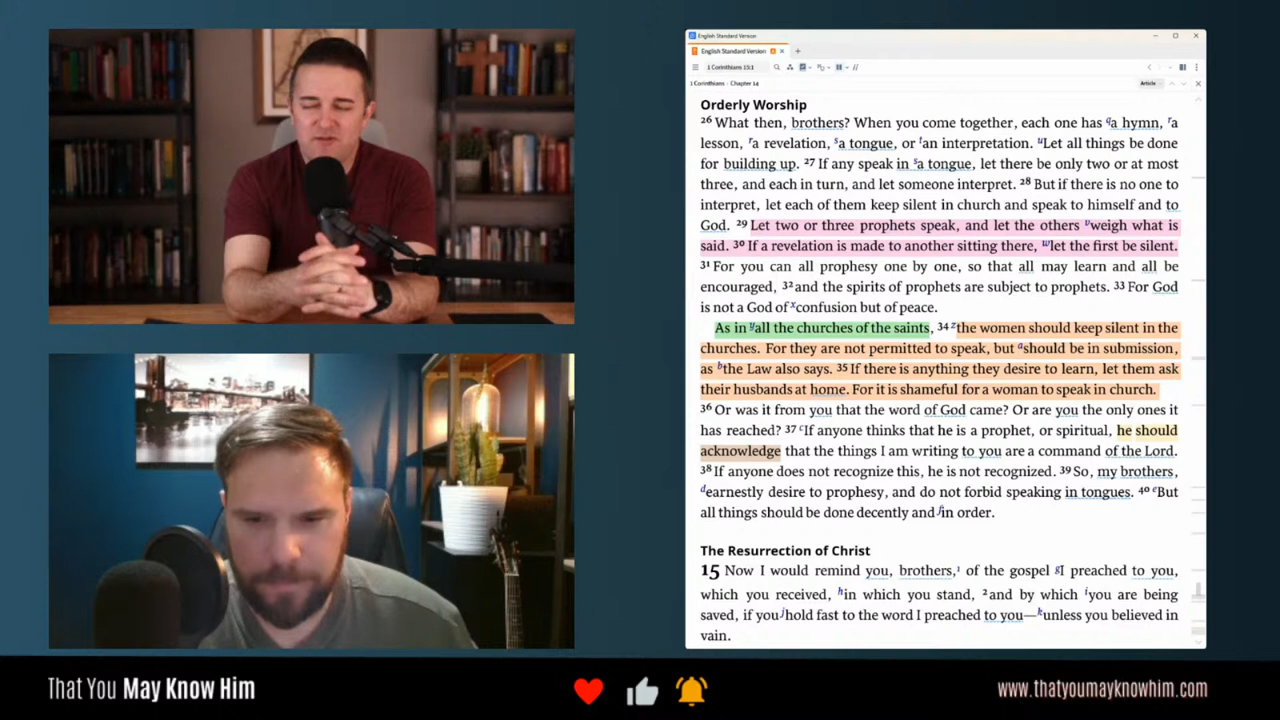 English Standard Version
English Standard Version
1 Corinthians 15:1
1 Corinthians · Chapter 14
Article
Orderly Worship
26 What then, brothers? When you come together, each one has q a hymn, r a
lesson, r a revelation, s a tongue, or t an interpretation. u Let all things be done
for building up. 27 If any speak in s a tongue, let there be only two or at most
three, and each in turn, and let someone interpret. 28 But if there is no one to
interpret, let each of them keep silent in church and speak to himself and to
God. 29 Let two or three prophets speak, and let the others v weigh what is
said. 30 If a revelation is made to another sitting there, w let the first be silent.
31 For you can all prophesy one by one, so that all may learn and all be
encouraged, 32 and the spirits of prophets are subject to prophets. 33 For God
is not a God of x confusion but of peace.
As in y all the churches of the saints, 34 z the women should keep silent in the
churches. For they are not permitted to speak, but a should be in submission,
as b the Law also says. 35 If there is anything they desire to learn, let them ask
their husbands at home. For it is shameful for a woman to speak in church.
36 Or was it from you that the word of God came? Or are you the only ones it
has reached? 37 c If anyone thinks that he is a prophet, or spiritual, he should
acknowledge that the things I am writing to you are a command of the Lord.
38 If anyone does not recognize this, he is not recognized. 39 So, my brothers,
d earnestly desire to prophesy, and do not forbid speaking in tongues. 40 e But
all things should be done decently and f in order.
The Resurrection of Christ
15 Now I would remind you, brothers, 1 of the gospel g I preached to you,
which you received, h in which you stand, 2 and by which i you are being
saved, if you j hold fast to the word I preached to you— k unless you believed in
vain.
That You May Know Him
www.thatyoumayknowhim.com